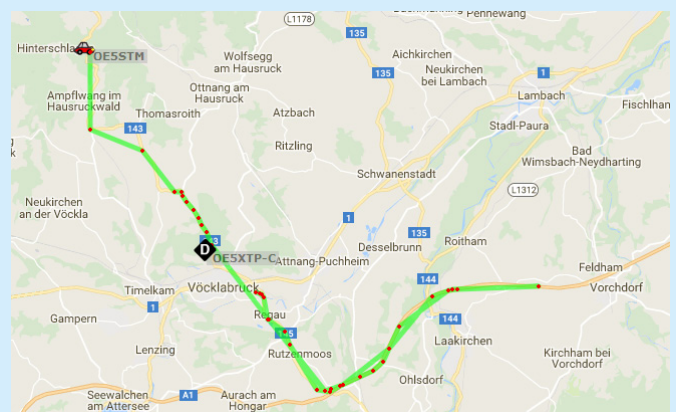 Pennewang
L1178
135
Hinterschla
OE5STM
Wolfsegg
am Hausruck
Aichkirchen
Neukirchen
bei Lambach
135
1
Ampflwang im
Hausruckwald
Ottnang am
Hausruck
Lambach
Fischlham
Thomasroith
Atzbach
143
Stadl-Paura
Ritzling
Bad
Wimsbach-Neydharting
Schwanenstadt
L1312
Neukirchen
an der Vöckla
1
135
D
OE5XTP-C
Desselbrunn
Roitham
Attnang-Puchheim
Feldham
144
Vorchdorf
Timelkam
Vöcklabruck
1
Gampern
Regau
144
Laakirchen
Lenzing
Rutzenmoos
Kirchham bei
Vorchdorf
Ohlsdorf
Seewalchen
am Attersee
A1
Aurach am
Hongar